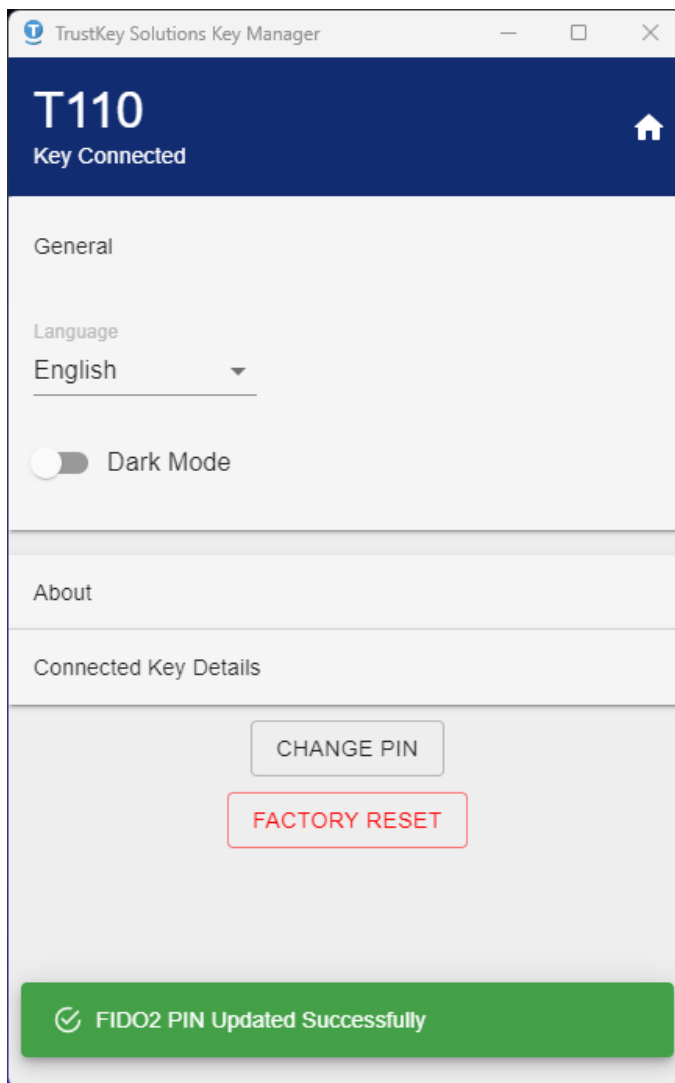 TrustKey Solutions Key Manager
T110
Key Connected
General
Language
English
Dark Mode
About
Connected Key Details
CHANGE PIN
FACTORY RESET
FIDO2 PIN Updated Successfully